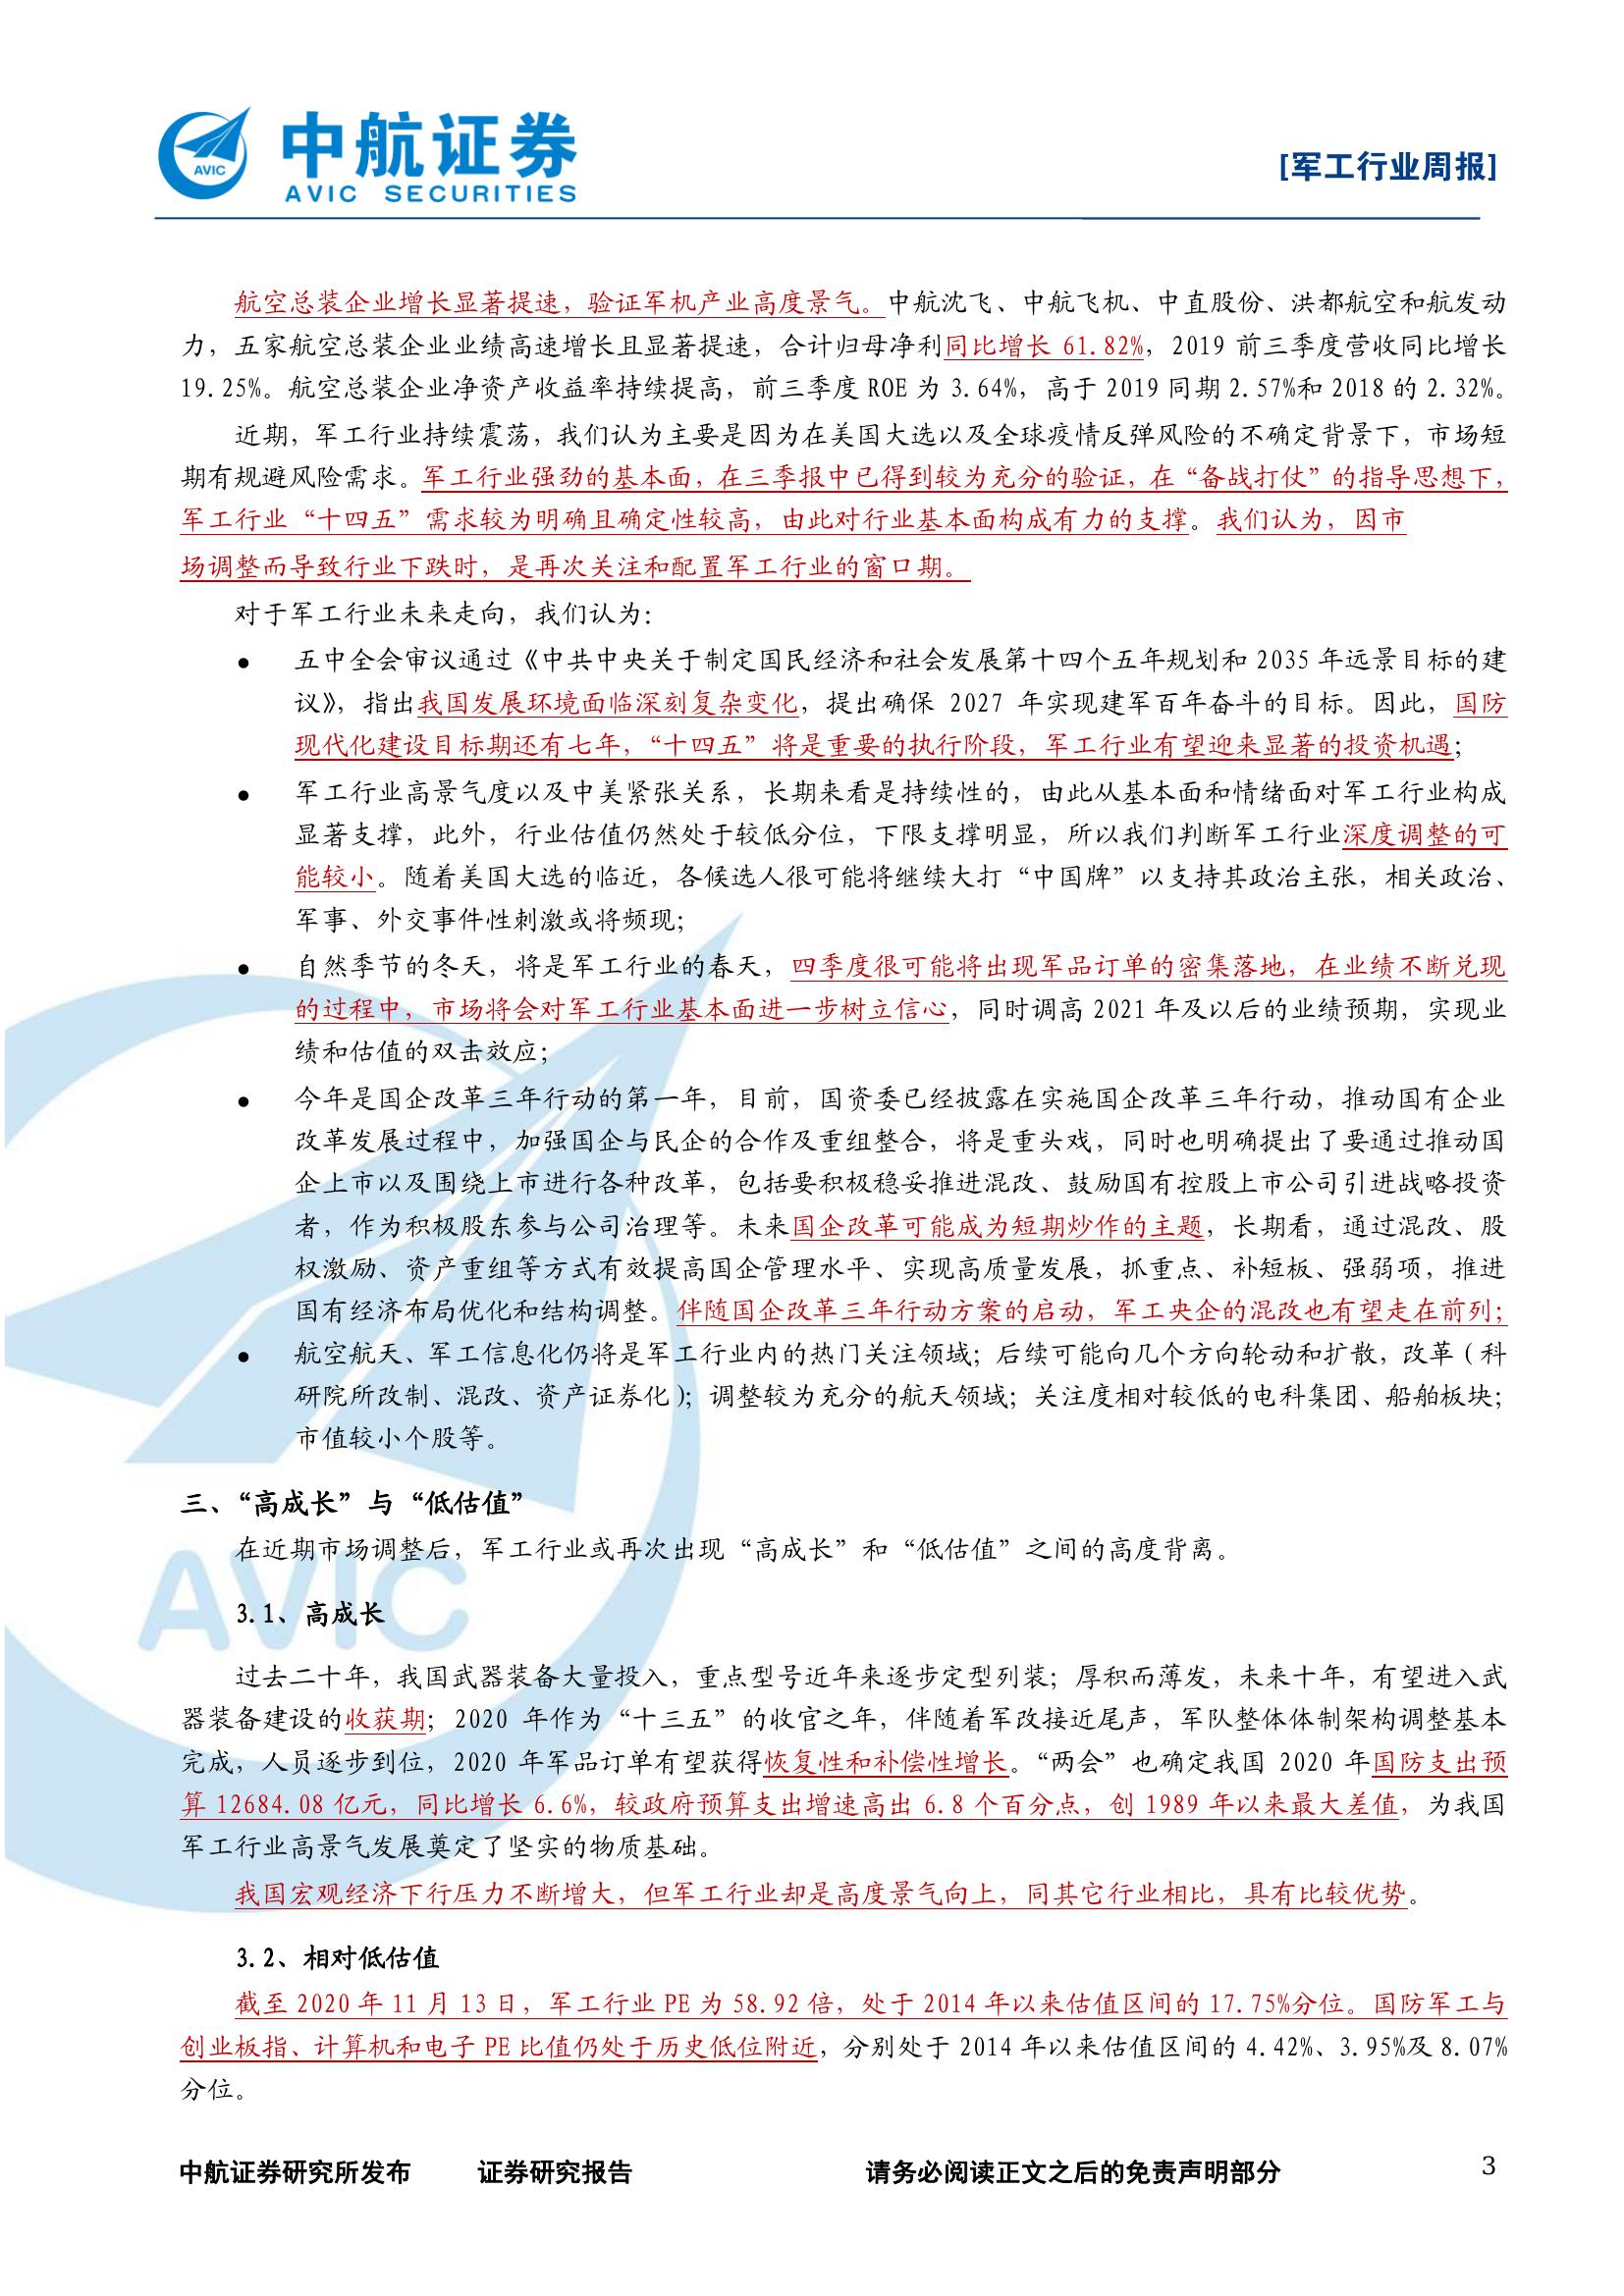 中航证券
AVIC SECURITIES
AVIC
[军工行业周报]
航空总装企业增长显著提速，验证军机产业高度景气。中航沈飞、中航飞机、中直股份、洪都航空和航发动
力，五家航空总装企业业绩高速增长且显著提速，合计归母净利同比增长 61.82%，2019 前三季度营收同比增长
19.25%。航空总装企业净资产收益率持续提高，前三季度 ROE 为 3.64%，高于 2019 同期 2.57%和 2018 的 2.32%。
近期，军工行业持续震荡，我们认为主要是因为在美国大选以及全球疫情反弹风险的不确定背景下，市场短
期有规避风险需求。军工行业强劲的基本面，在三季报中已得到较为充分的验证，在“备战打仗”的指导思想下，
军工行业“十四五”需求较为明确且确定性较高，由此对行业基本面构成有力的支撑。我们认为，因市
场调整而导致行业下跌时，是再次关注和配置军工行业的窗口期。
对于军工行业未来走向，我们认为：
● 五中全会审议通过《中共中央关于制定国民经济和社会发展第十四个五年规划和 2035 年远景目标的建
议》，指出我国发展环境面临深刻复杂变化，提出确保 2027 年实现建军百年奋斗的目标。因此，国防
现代化建设目标期还有七年，“十四五”将是重要的执行阶段，军工行业有望迎来显著的投资机遇；
● 军工行业高景气度以及中美紧张关系，长期来看是持续性的，由此从基本面和情绪面对军工行业构成
显著支撑，此外，行业估值仍然处于较低分位，下限支撑明显，所以我们判断军工行业深度调整的可
能较小。随着美国大选的临近，各候选人很可能将继续大打“中国牌”以支持其政治主张，相关政治、
军事、外交事件性刺激或将频现；
● 自然季节的冬天，将是军工行业的春天，四季度很可能将出现军品订单的密集落地，在业绩不断兑现
的过程中，市场将会对军工行业基本面进一步树立信心，同时调高 2021 年及以后的业绩预期，实现业
绩和估值的双击效应；
● 今年是国企改革三年行动的第一年，目前，国资委已经披露在实施国企改革三年行动，推动国有企业
改革发展过程中，加强国企与民企的合作及重组整合，将是重头戏，同时也明确提出了要通过推动国
企上市以及围绕上市进行各种改革，包括要积极稳妥推进混改、鼓励国有控股上市公司引进战略投资
者，作为积极股东参与公司治理等。未来国企改革可能成为短期炒作的主题，长期看，通过混改、股
权激励、资产重组等方式有效提高国企管理水平、实现高质量发展，抓重点、补短板、强弱项，推进
国有经济布局优化和结构调整。伴随国企改革三年行动方案的启动，军工央企的混改也有望走在前列；
● 航空航天、军工信息化仍将是军工行业内的热门关注领域；后续可能向几个方向轮动和扩散，改革（科
研院所改制、混改、资产证券化）；调整较为充分的航天领域；关注度相对较低的电科集团、船舶板块；
市值较小个股等。
三、“高成长”与“低估值”
在近期市场调整后，军工行业或再次出现“高成长”和“低估值”之间的高度背离。
3.1、高成长
过去二十年，我国武器装备大量投入，重点型号近年来逐步定型列装；厚积而薄发，未来十年，有望进入武
器装备建设的收获期；2020 年作为“十三五”的收官之年，伴随着军改接近尾声，军队整体体制架构调整基本
完成，人员逐步到位，2020 年军品订单有望获得恢复性和补偿性增长。“两会”也确定我国 2020 年国防支出预
算 12684.08 亿元，同比增长 6.6%，较政府预算支出增速高出 6.8 个百分点，创 1989 年以来最大差值，为我国
军工行业高景气发展奠定了坚实的物质基础。
我国宏观经济下行压力不断增大，但军工行业却是高度景气向上，同其它行业相比，具有比较优势。
3.2、相对低估值
截至 2020 年 11 月 13 日，军工行业 PE 为 58.92 倍，处于 2014 年以来估值区间的 17.75%分位。国防军工与
创业板指、计算机和电子 PE 比值仍处于历史低位附近，分别处于 2014 年以来估值区间的 4.42%、3.95%及 8.07%
分位。
AVIC
中航证券研究所发布 证券研究报告 请务必阅读正文之后的免责声明部分 3